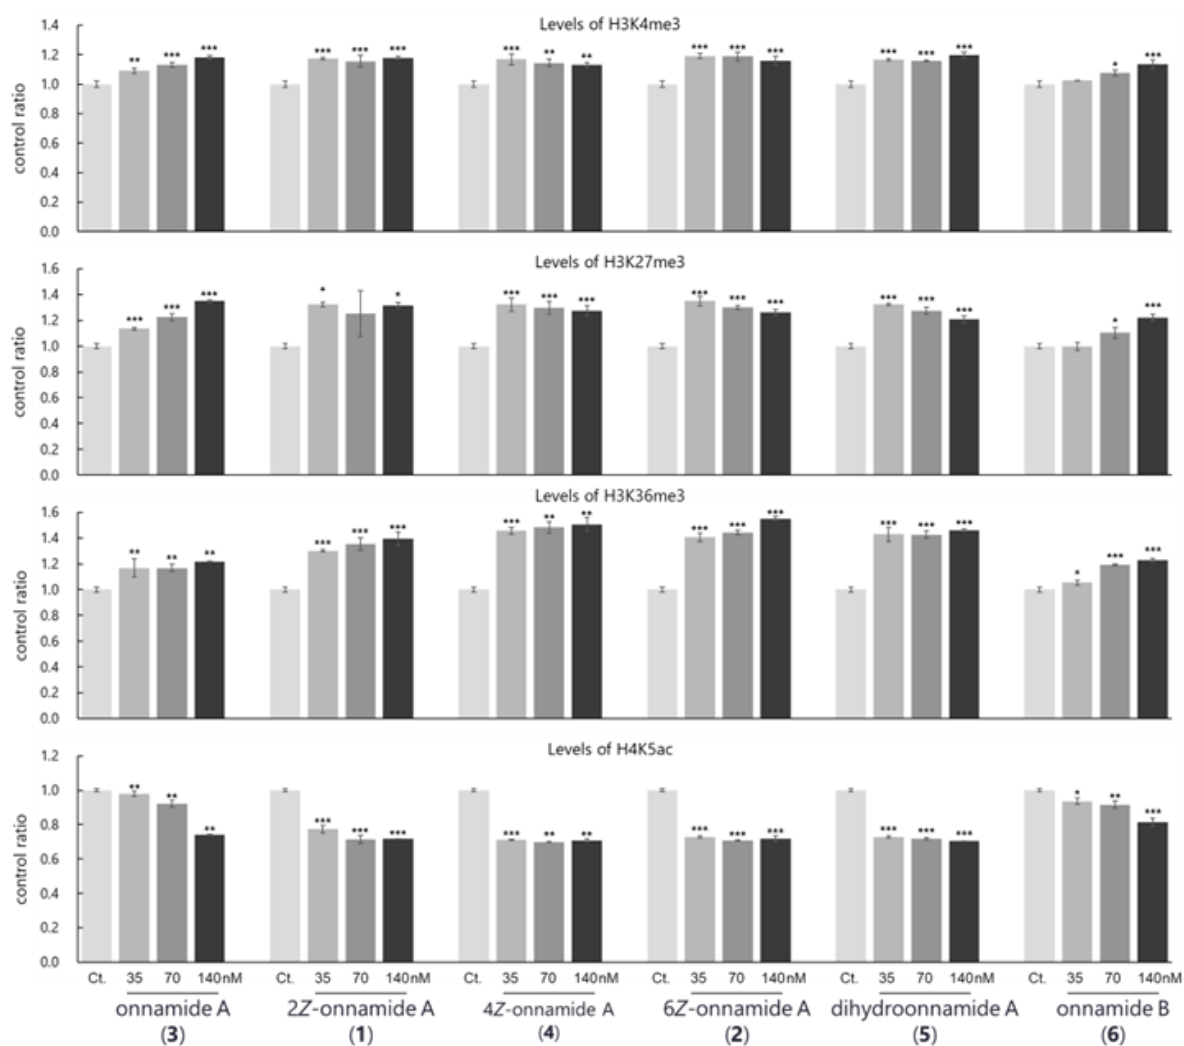 Levels of H3K4me3
control ratio
1.4
1.2
1.0
0.8
0.6
0.4
0.2
0.0
** *** ***
*** *** ***
*** ** **
*** *** ***
*** *** ***
* ***
Levels of H3K27me3
control ratio
1.6
1.4
1.2
1.0
0.8
0.6
0.4
0.2
0.0
*** *** ***
* *
*** *** ***
*** *** ***
*** *** ***
* ***
Levels of H3K36me3
control ratio
1.6
1.4
1.2
1.0
0.8
0.6
0.4
0.2
0.0
** ** **
*** *** ***
*** ** **
*** *** ***
*** *** ***
* *** ***
Levels of H4K5ac
control ratio
1.2
1.0
0.8
0.6
0.4
0.2
0.0
** ** **
*** *** ***
*** ** **
*** *** ***
*** *** ***
* ** ***
Ct. 35 70 140nM Ct. 35 70 140nM Ct. 35 70 140nM Ct. 35 70 140nM Ct. 35 70 140nM Ct. 35 70 140nM
onnamide A 2Z-onnamide A 4Z-onnamide A 6Z-onnamide A dihydroonnamide A onnamide B
(3) (1) (4) (2) (5) (6)